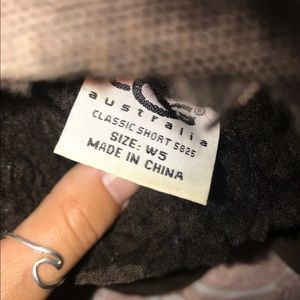 ®
australia
CLASSIC SHORT 5825
SIZE: W5
MADE IN CHINA